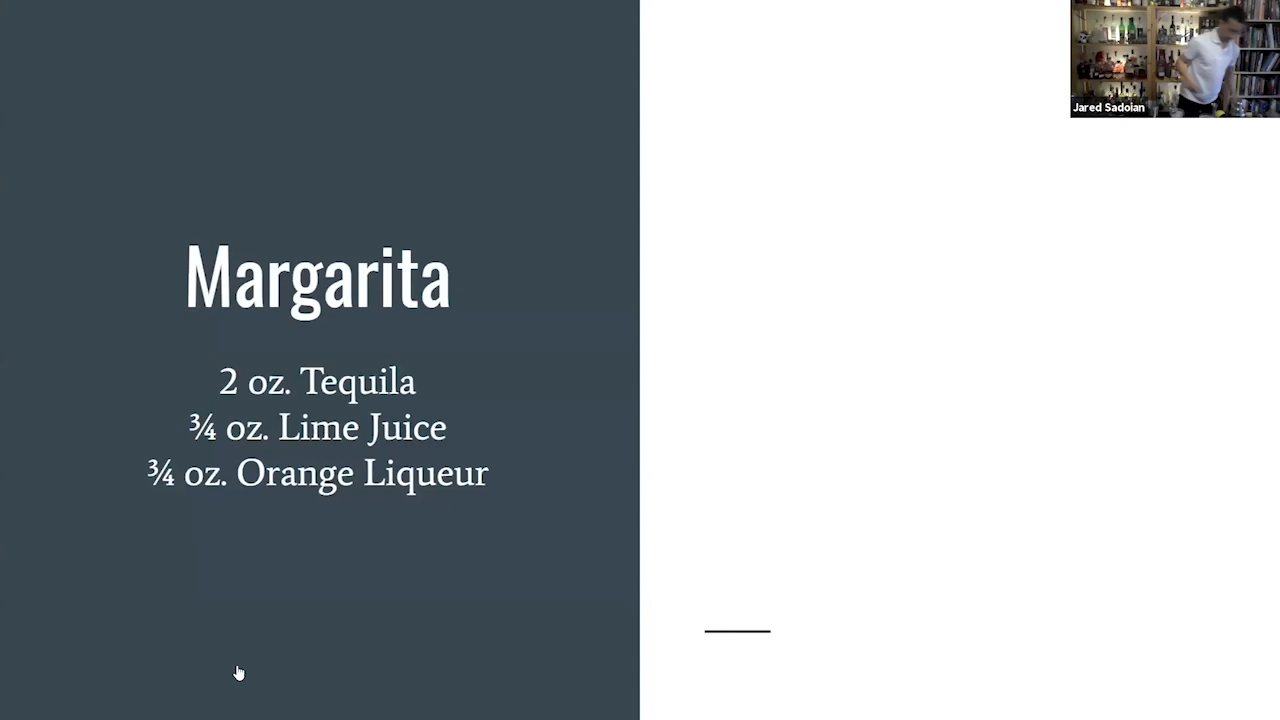 Jared Sadoian
Margarita
2 oz. Tequila
¾ oz. Lime Juice
¾ oz. Orange Liqueur